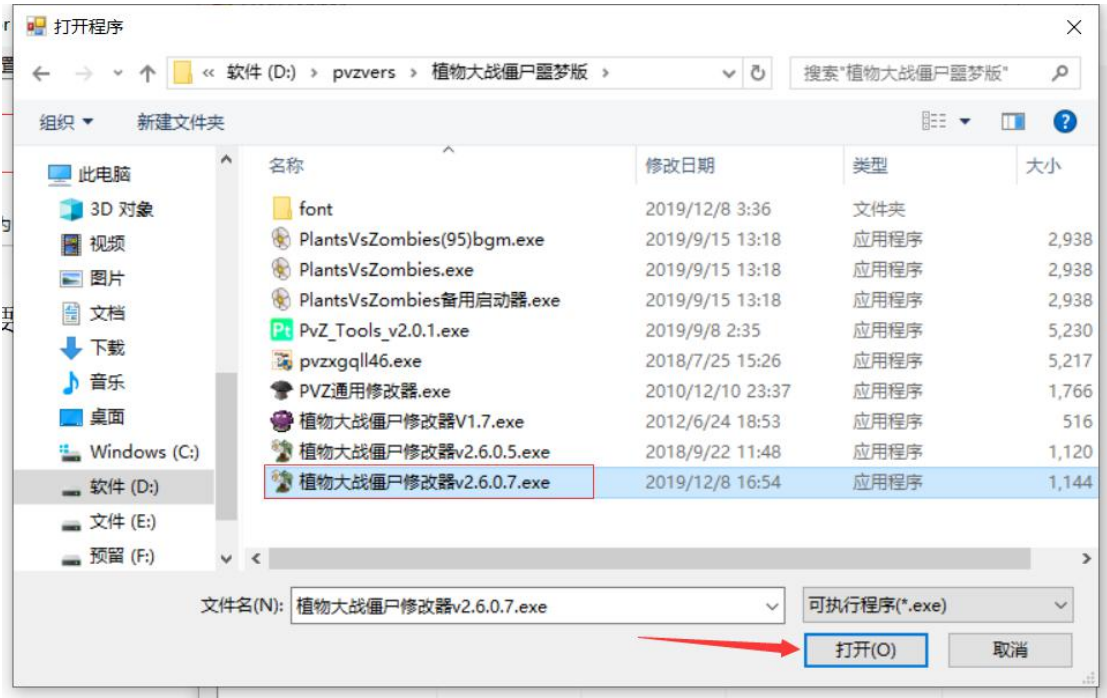 打开程序
« 软件 (D:) › pvzvers › 植物大战僵尸噩梦版 ›
搜索"植物大战僵尸噩梦版"
组织 新建文件夹
名称 修改日期 类型 大小
此电脑
3D 对象
视频
图片
文档
下载
音乐
桌面
Windows (C:)
软件 (D:)
文件 (E:)
预留 (F:)
font 2019/12/8 3:36 文件夹
PlantsVsZombies(95)bgm.exe 2019/9/15 13:18 应用程序 2,938
PlantsVsZombies.exe 2019/9/15 13:18 应用程序 2,938
PlantsVsZombies备用启动器.exe 2019/9/15 13:18 应用程序 2,938
Pt PvZ_Tools_v2.0.1.exe 2019/9/8 2:35 应用程序 5,230
pvzxgqll46.exe 2018/7/25 15:26 应用程序 5,217
PVZ通用修改器.exe 2010/12/10 23:37 应用程序 1,766
植物大战僵尸修改器V1.7.exe 2012/6/24 18:53 应用程序 516
植物大战僵尸修改器v2.6.0.5.exe 2018/9/22 11:48 应用程序 1,120
植物大战僵尸修改器v2.6.0.7.exe 2019/12/8 16:54 应用程序 1,144
文件名(N): 植物大战僵尸修改器v2.6.0.7.exe 可执行程序(*.exe)
打开(O) 取消